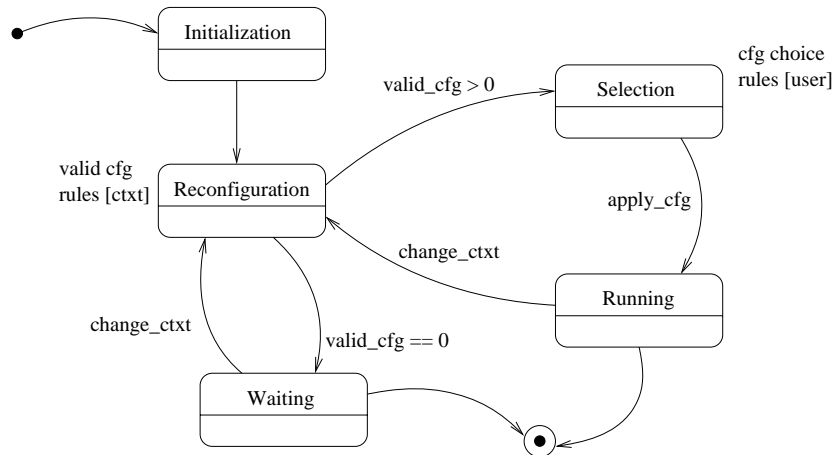 Initialization
cfg choice
rules [user]
valid_cfg > 0
Selection
valid cfg
rules [ctxt]
Reconfiguration
apply_cfg
change_ctxt
Running
change_ctxt
valid_cfg == 0
Waiting